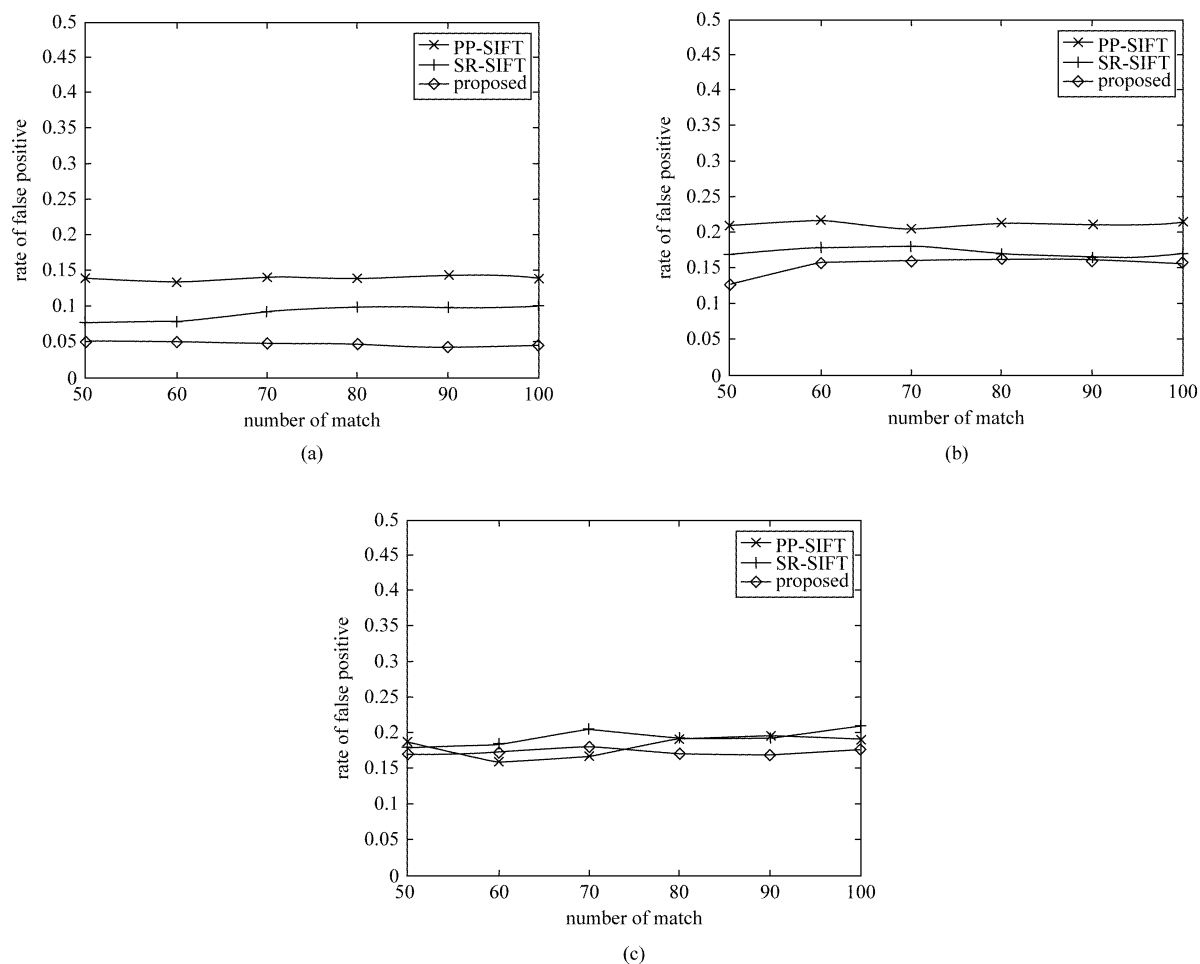 0.5
0.45
0.4
0.35
0.3
0.25
0.2
0.15
0.1
0.05
0
rate of false positive
PP-SIFT
SR-SIFT
proposed
50 60 70 80 90 100
number of match
(a)
0.5
0.45
0.4
0.35
0.3
0.25
0.2
0.15
0.1
0.05
0
rate of false positive
PP-SIFT
SR-SIFT
proposed
50 60 70 80 90 100
number of match
(b)
0.5
0.45
0.4
0.35
0.3
0.25
0.2
0.15
0.1
0.05
0
rate of false positive
PP-SIFT
SR-SIFT
proposed
50 60 70 80 90 100
number of match
(c)